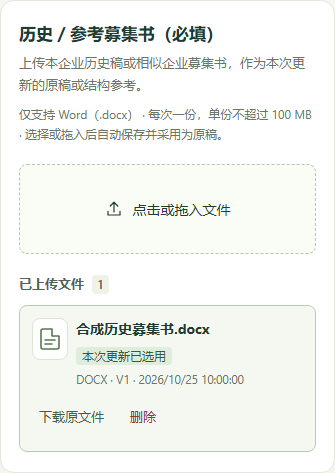 历史 / 参考募集书（必填）
上传本企业历史稿或相似企业募集书，作为本次更
新的原稿或结构参考。
仅支持 Word（.docx） · 每次一份，单份不超过 100 MB
· 选择或拖入后自动保存并采用为原稿。
点击或拖入文件
已上传文件 1
合成历史募集书.docx
本次更新已选用
DOCX · V1 · 2026/10/25 10:00:00
下载原文件 删除